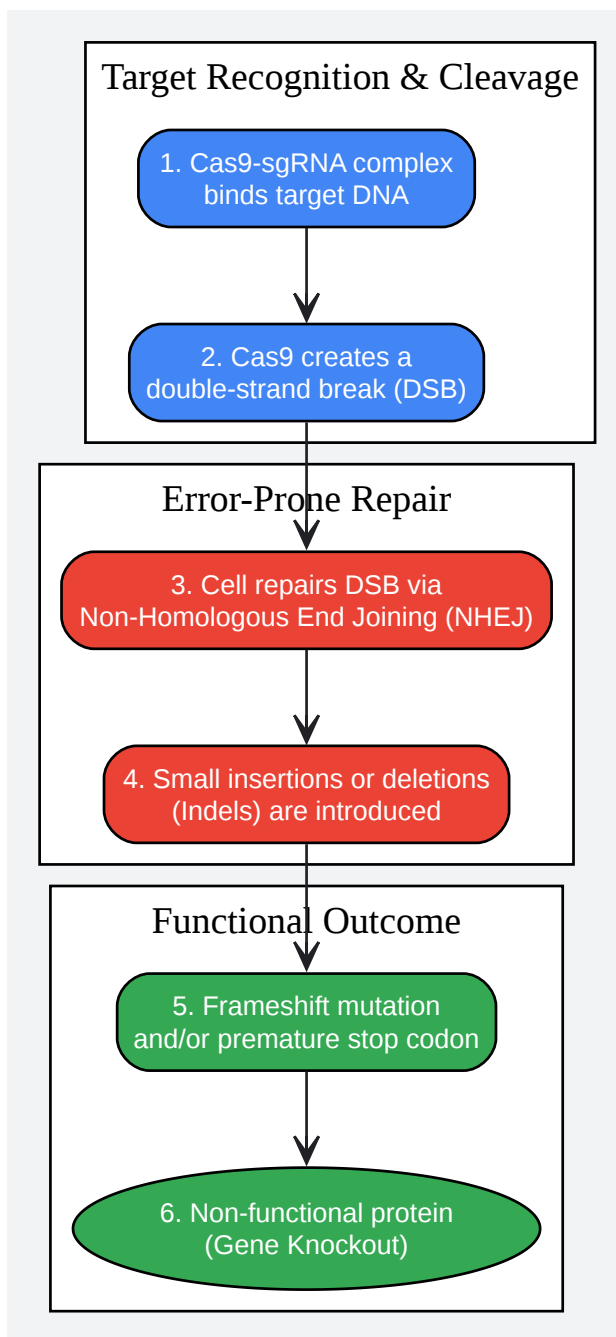 Target Recognition & Cleavage
1. Cas9-sgRNA complex
binds target DNA
2. Cas9 creates a
double-strand break (DSB)
Error-Prone Repair
3. Cell repairs DSB via
Non-Homologous End Joining (NHEJ)
4. Small insertions or deletions
(Indels) are introduced
Functional Outcome
5. Frameshift mutation
and/or premature stop codon
6. Non-functional protein
(Gene Knockout)